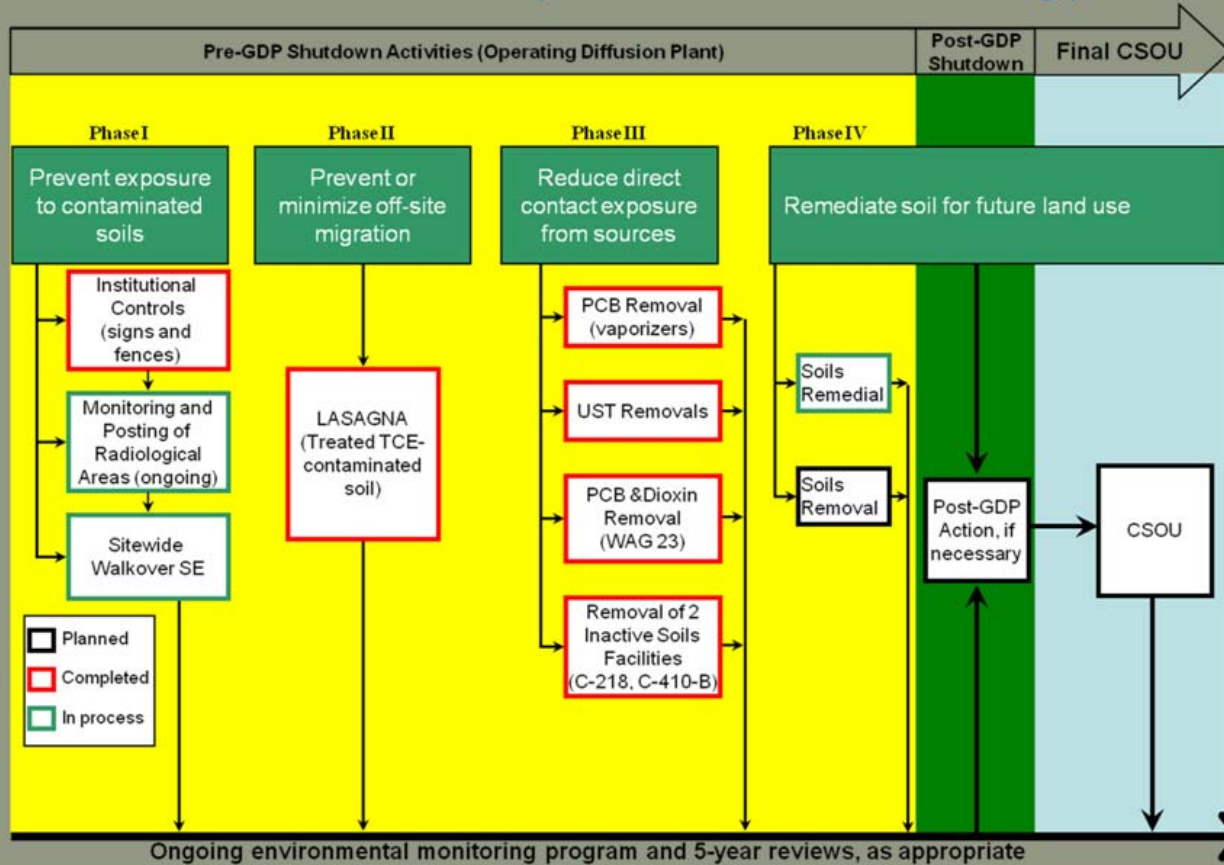 Pre-GDP Shutdown Activities (Operating Diffusion Plant)
Post-GDP
Shutdown
Final CSOU
Phase I
Phase II
Phase III
Phase IV
Prevent exposure
to contaminated
soils
Prevent or
minimize off-site
migration
Reduce direct
contact exposure
from sources
Remediate soil for future land use
Institutional
Controls
(signs and
fences)
Monitoring and
Posting of
Radiological
Areas (ongoing)
Sitewide
Walkover SE
LASAGNA
(Treated TCE-
contaminated
soil)
PCB Removal
(vaporizers)
UST Removals
PCB &Dioxin
Removal
(WAG 23)
Removal of 2
Inactive Soils
Facilities
(C-218, C-410-B)
Soils
Remedial
Soils
Removal
Post-GDP
Action, if
necessary
CSOU
Planned
Completed
In process
Ongoing environmental monitoring program and 5-year reviews, as appropriate